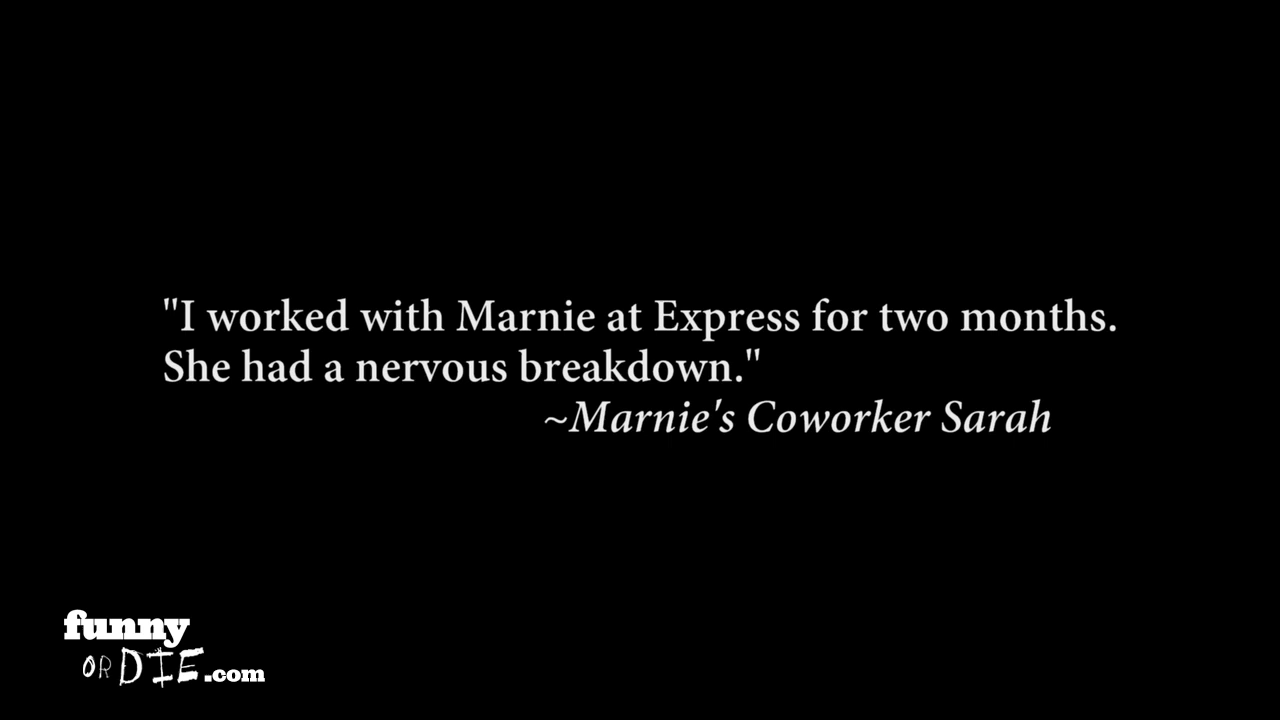 "I worked with Marnie at Express for two months.
She had a nervous breakdown."
~Marnie's Coworker Sarah
funny
OR DIE.com